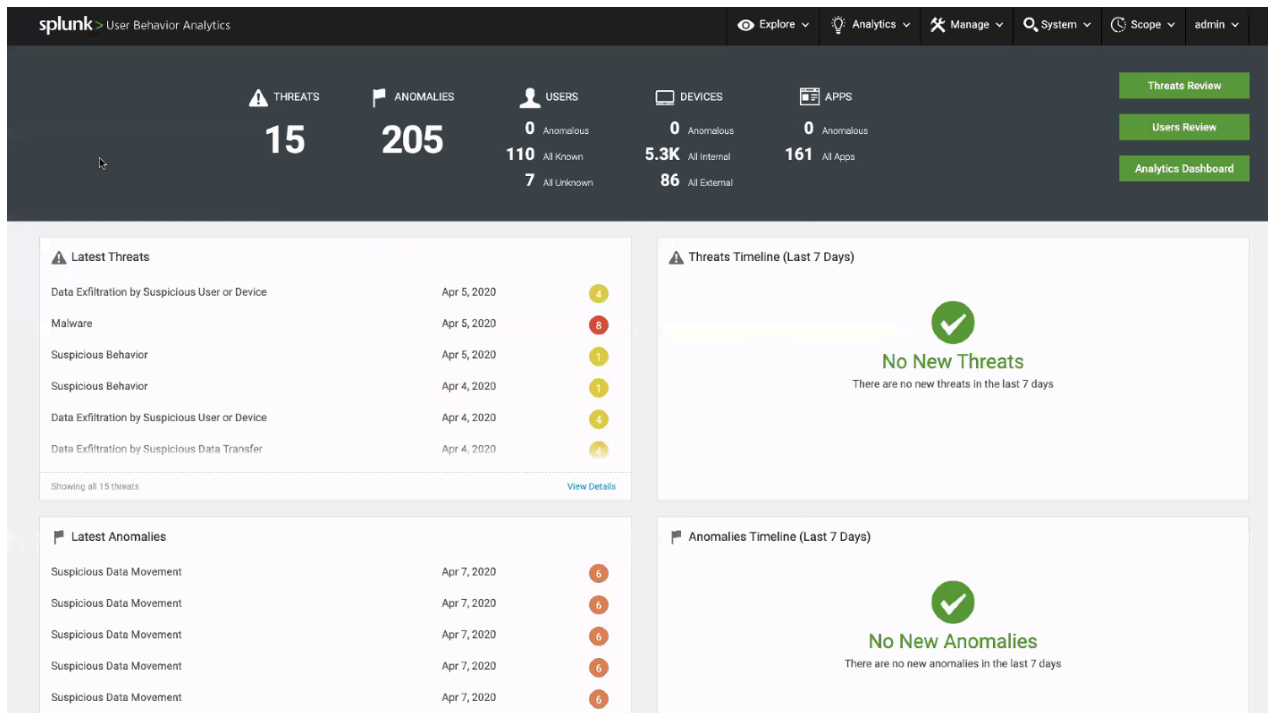 splunk> User Behavior Analytics
Explore
Analytics
Manage
System
Scope
admin
THREATS
15
ANOMALIES
205
USERS
0 Anomalous
110 All Known
7 All Unknown
DEVICES
0 Anomalous
5.3K All Internal
86 All External
APPS
0 Anomalous
161 All Apps
Threats Review
Users Review
Analytics Dashboard
Latest Threats
Data Exfiltration by Suspicious User or Device Apr 5, 2020 4
Malware Apr 5, 2020 8
Suspicious Behavior Apr 5, 2020 1
Suspicious Behavior Apr 4, 2020 1
Data Exfiltration by Suspicious User or Device Apr 4, 2020 4
Data Exfiltration by Suspicious Data Transfer Apr 4, 2020 4
Showing all 15 threats View Details
Threats Timeline (Last 7 Days)
No New Threats
There are no new threats in the last 7 days
Latest Anomalies
Suspicious Data Movement Apr 7, 2020 6
Suspicious Data Movement Apr 7, 2020 6
Suspicious Data Movement Apr 7, 2020 6
Suspicious Data Movement Apr 7, 2020 6
Suspicious Data Movement Apr 7, 2020 6
Anomalies Timeline (Last 7 Days)
No New Anomalies
There are no new anomalies in the last 7 days